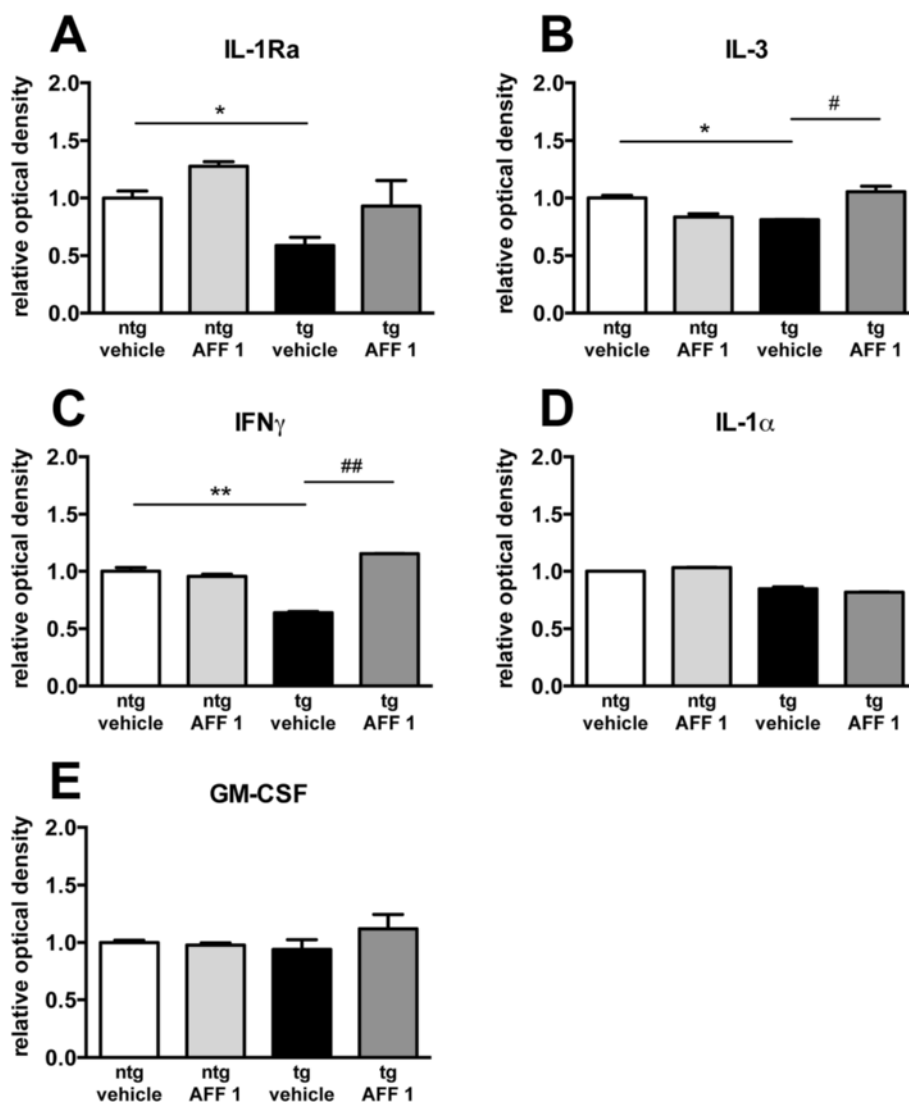 A
IL-1Ra
relative optical density
2.0
1.5
1.0
0.5
0.0
*
ntg vehicle
ntg AFF 1
tg vehicle
tg AFF 1
B
IL-3
relative optical density
2.0
1.5
1.0
0.5
0.0
*
#
ntg vehicle
ntg AFF 1
tg vehicle
tg AFF 1
C
IFNγ
relative optical density
2.0
1.5
1.0
0.5
0.0
**
##
ntg vehicle
ntg AFF 1
tg vehicle
tg AFF 1
D
IL-1α
relative optical density
2.0
1.5
1.0
0.5
0.0
ntg vehicle
ntg AFF 1
tg vehicle
tg AFF 1
E
GM-CSF
relative optical density
2.0
1.5
1.0
0.5
0.0
ntg vehicle
ntg AFF 1
tg vehicle
tg AFF 1